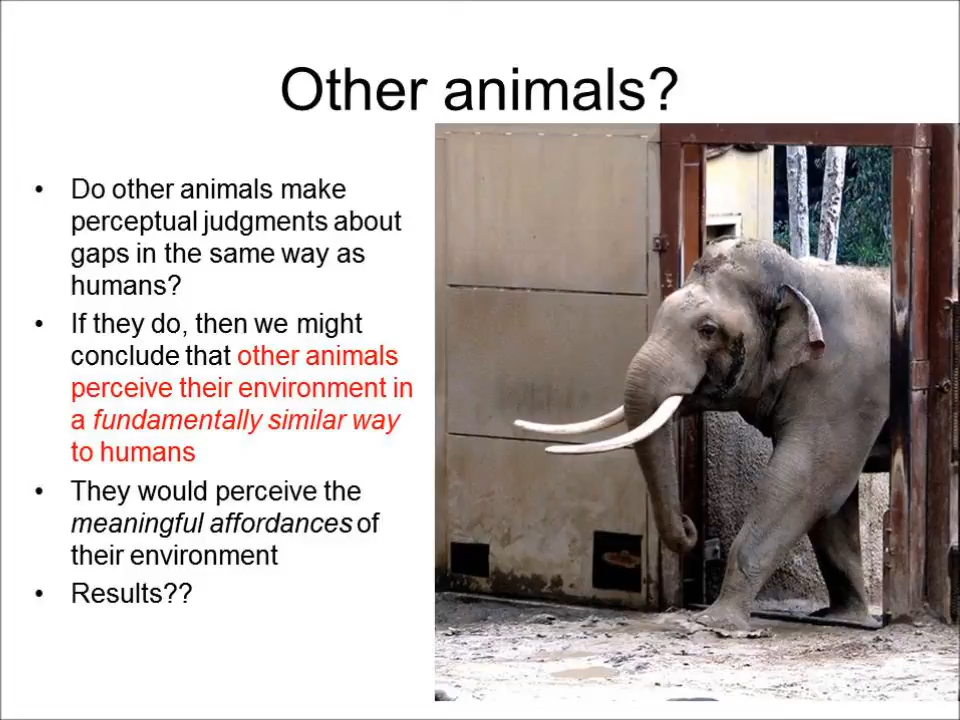 Other animals?
• Do other animals make
perceptual judgments about
gaps in the same way as
humans?
• If they do, then we might
conclude that other animals
perceive their environment in
a fundamentally similar way
to humans
• They would perceive the
meaningful affordances of
their environment
• Results??